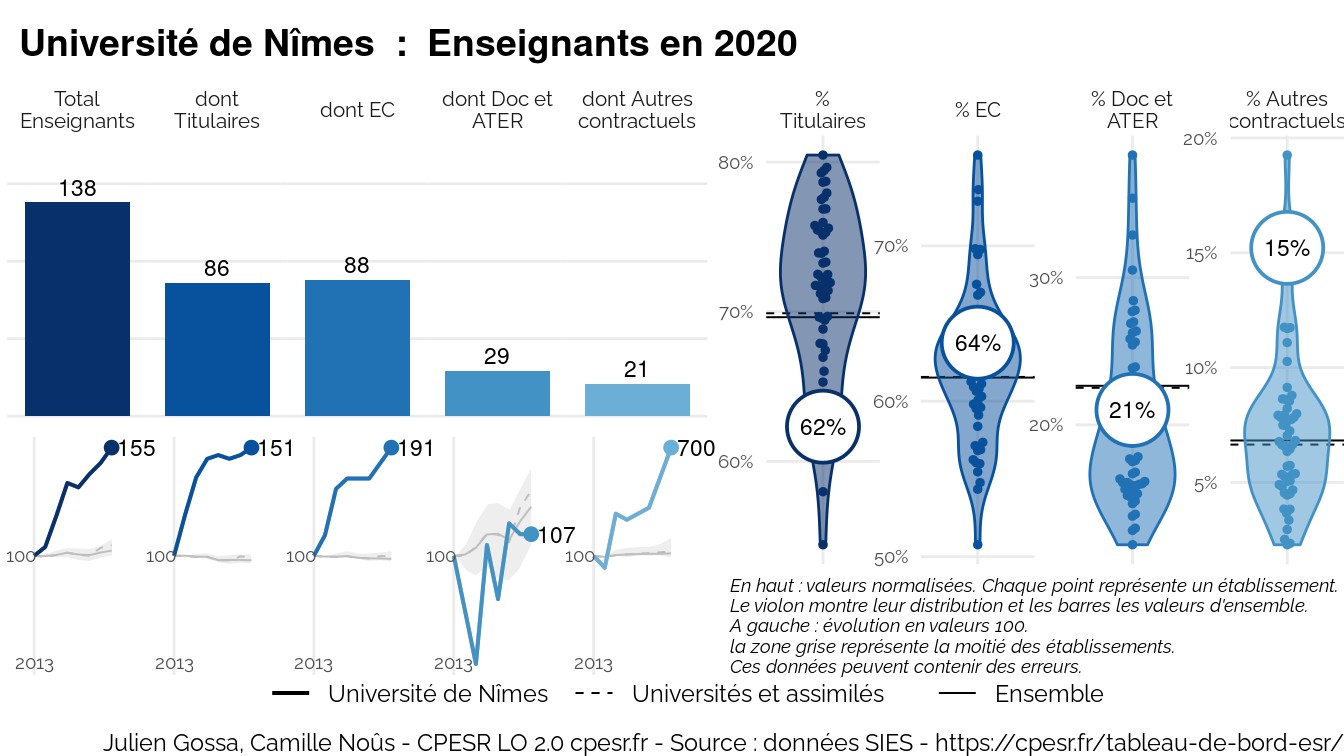 Université de Nîmes  :  Enseignants en 2020
Total
Enseignants
dont
Titulaires
dont EC
dont Doc et
ATER
dont Autres
contractuels
%
Titulaires
% EC
% Doc et
ATER
% Autres
contractuels
138
86
88
29
21
155
100
2013
151
100
2013
191
100
2013
107
100
2013
700
100
2013
80%
70%
60%
62%
70%
60%
50%
64%
30%
20%
21%
20%
15%
10%
5%
15%
En haut : valeurs normalisées. Chaque point représente un établissement.
Le violon montre leur distribution et les barres les valeurs d'ensemble.
A gauche : évolution en valeurs 100.
la zone grise représente la moitié des établissements.
Ces données peuvent contenir des erreurs.
Université de Nîmes
Universités et assimilés
Ensemble
Julien Gossa, Camille Noûs - CPESR LO 2.0 cpesr.fr - Source : données SIES - https://cpesr.fr/tableau-de-bord-esr/